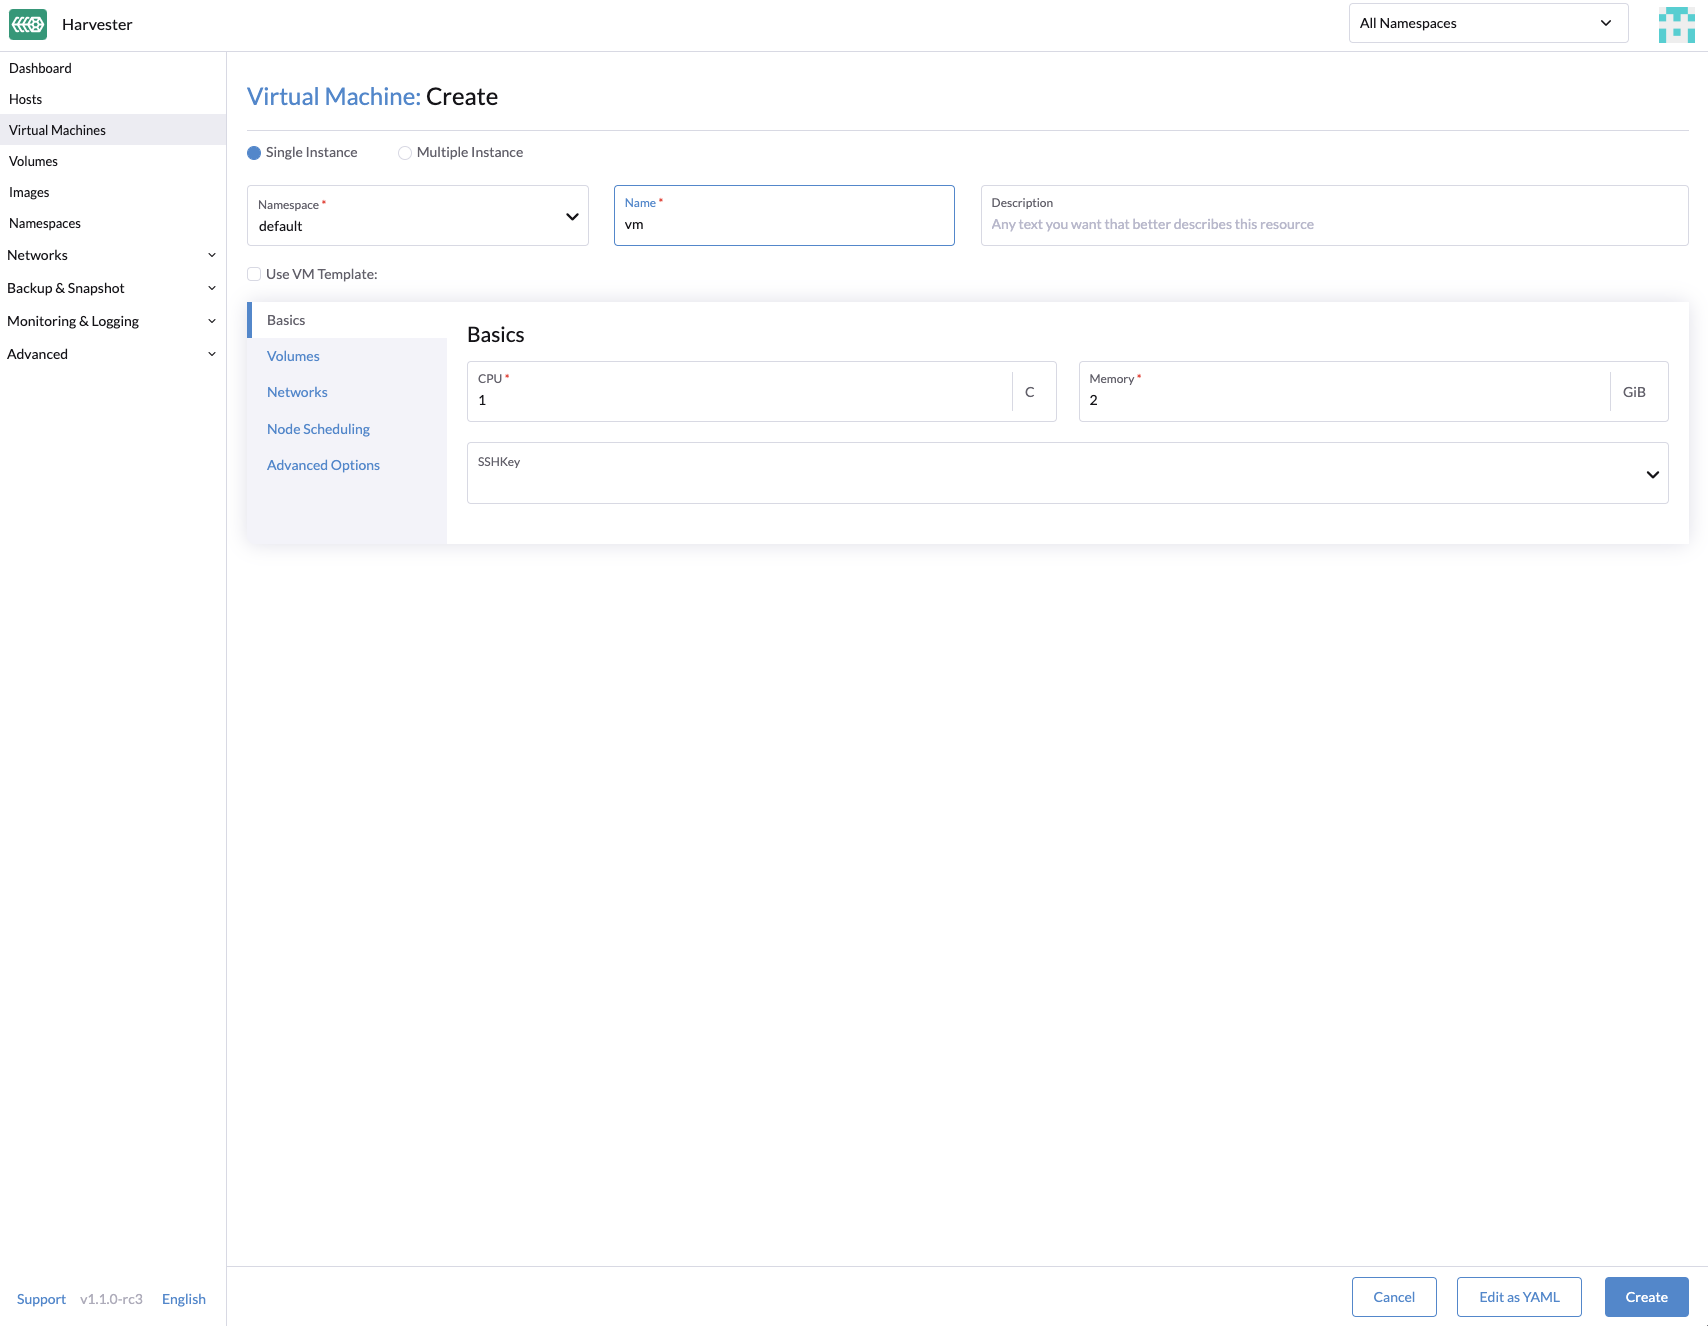 Harvester
All Namespaces
Dashboard
Hosts
Virtual Machines
Volumes
Images
Namespaces
Networks
Backup & Snapshot
Monitoring & Logging
Advanced
Support v1.1.0-rc3 English
Virtual Machine: Create
Single Instance Multiple Instance
Namespace *
default
Name *
vm
Description
Any text you want that better describes this resource
Use VM Template:
Basics
Volumes
Networks
Node Scheduling
Advanced Options
Basics
CPU *
1
C
Memory *
2
GiB
SSHKey
Cancel Edit as YAML Create